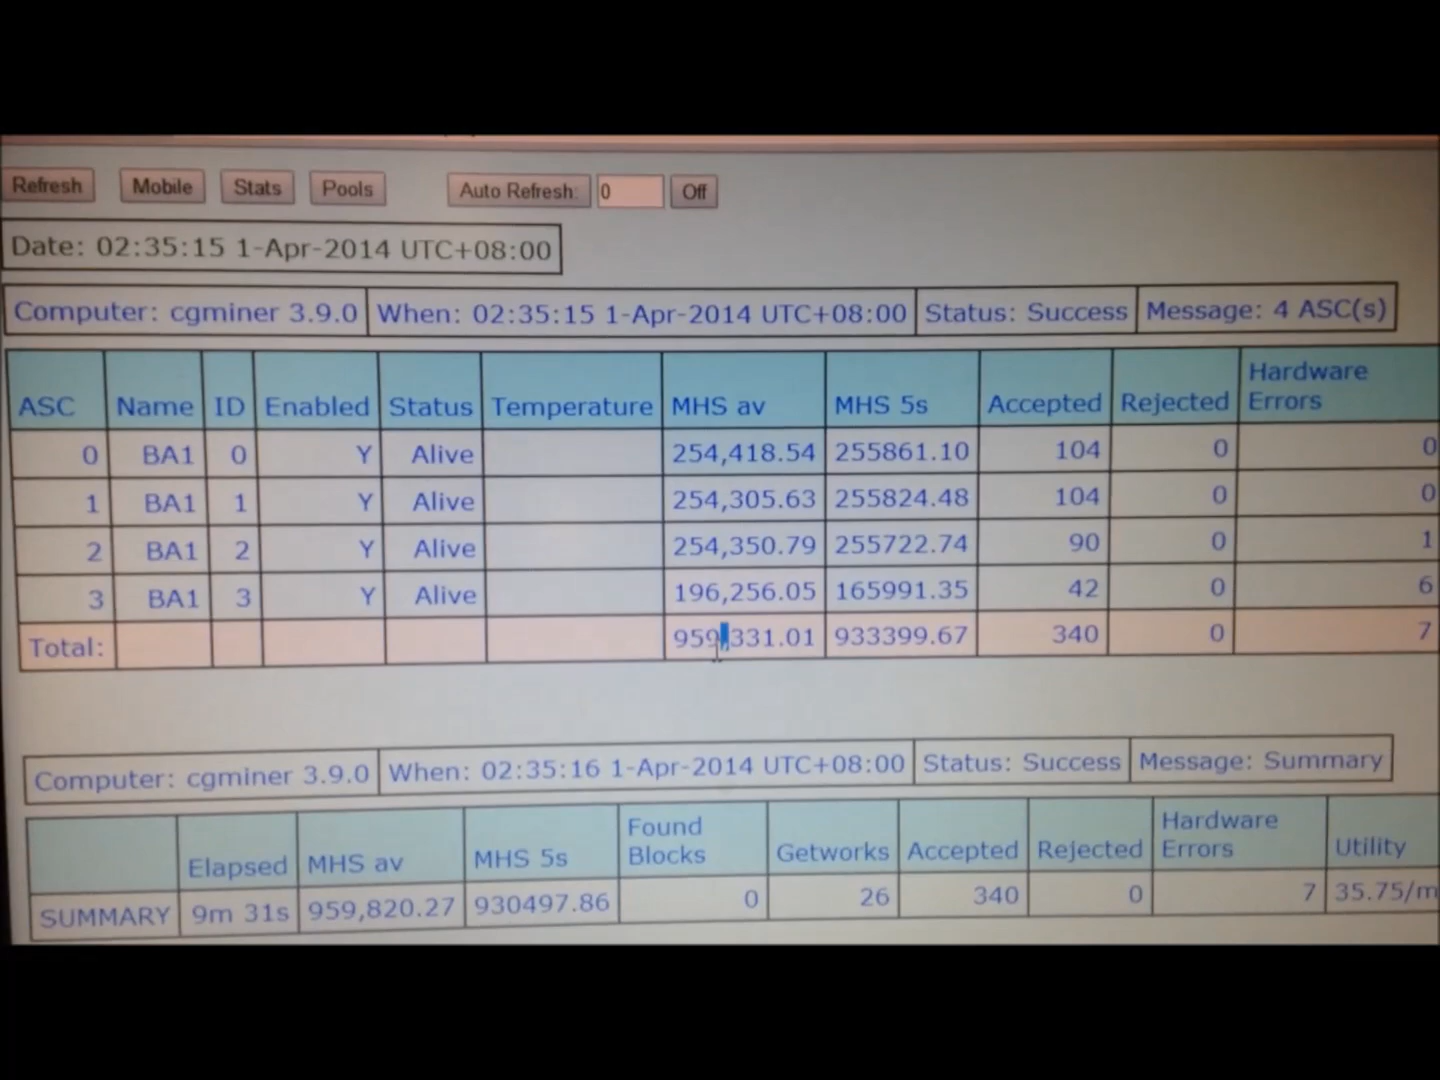 Refresh Mobile Stats Pools Auto Refresh: 0 Off
Date: 02:35:15 1-Apr-2014 UTC+08:00
Computer: cgminer 3.9.0 When: 02:35:15 1-Apr-2014 UTC+08:00 Status: Success Message: 4 ASC(s)
ASC Name ID Enabled Status Temperature MHS av MHS 5s Accepted Rejected Hardware Errors
0 BA1 0 Y Alive 254,418.54 255861.10 104 0 0
1 BA1 1 Y Alive 254,305.63 255824.48 104 0 0
2 BA1 2 Y Alive 254,350.79 255722.74 90 0 1
3 BA1 3 Y Alive 196,256.05 165991.35 42 0 6
Total: 959,331.01 933399.67 340 0 7
Computer: cgminer 3.9.0 When: 02:35:16 1-Apr-2014 UTC+08:00 Status: Success Message: Summary
Elapsed MHS av MHS 5s Found Blocks Getworks Accepted Rejected Hardware Errors Utility
SUMMARY 9m 31s 959,820.27 930497.86 0 26 340 0 7 35.75/m